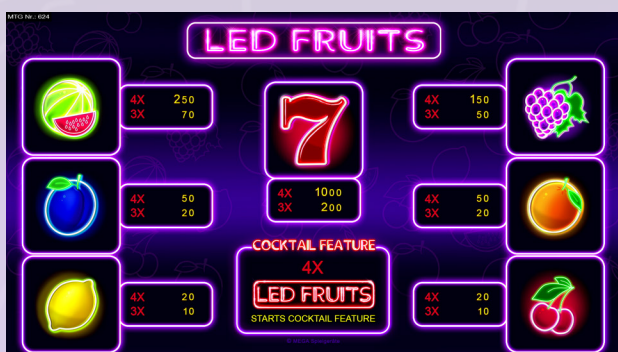 MTG Nr.: 624
LED FRUITS
4X 250
3X 70
7
4X 150
3X 50
4X 50
3X 20
4X 1000
3X 200
4X 50
3X 20
COCKTAIL FEATURE
4X
LED FRUITS
STARTS COCKTAIL FEATURE
4X 20
3X 10
4X 20
3X 10